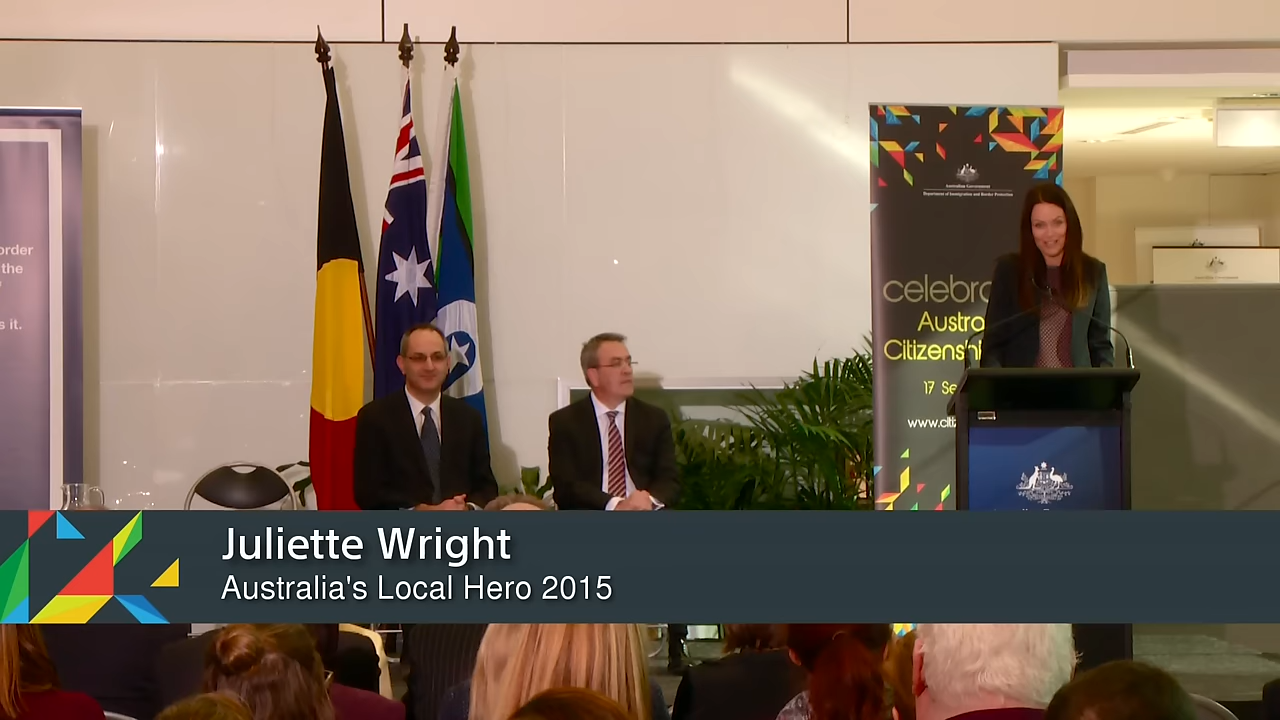 order
the
s it.
Australian Government
Department of Immigration and Border Protection
celebra
Austra
Citizenshi
17 Se
www.citiz
Juliette Wright
Australia's Local Hero 2015